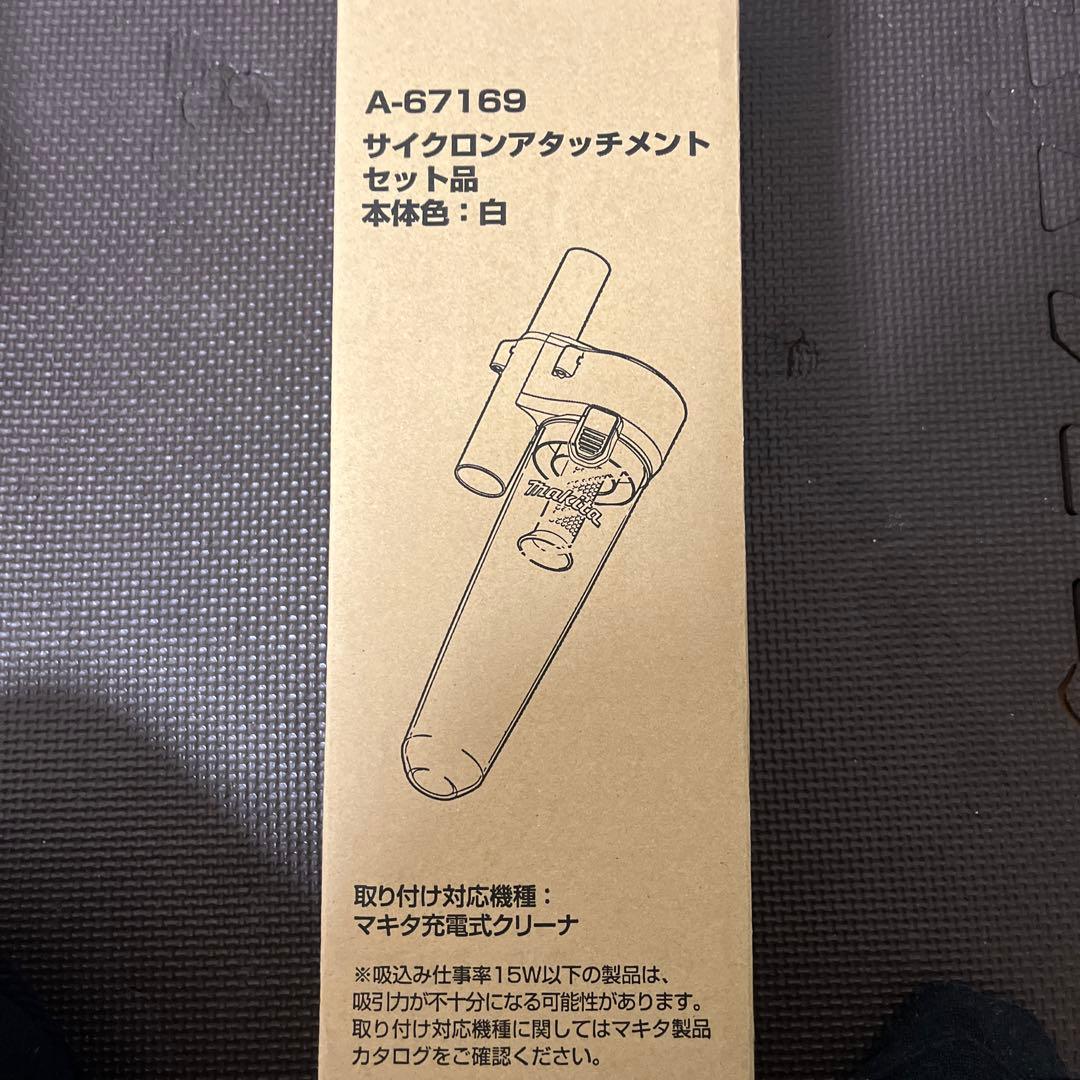 A-67169
サイクロンアタッチメント
セット品
本体色：白
makita
取り付け対応機種：
マキタ充電式クリーナ
※吸込み仕事率15W以下の製品は、
吸引力が不十分になる可能性があります。
取り付け対応機種に関してはマキタ製品
カタログをご確認ください。